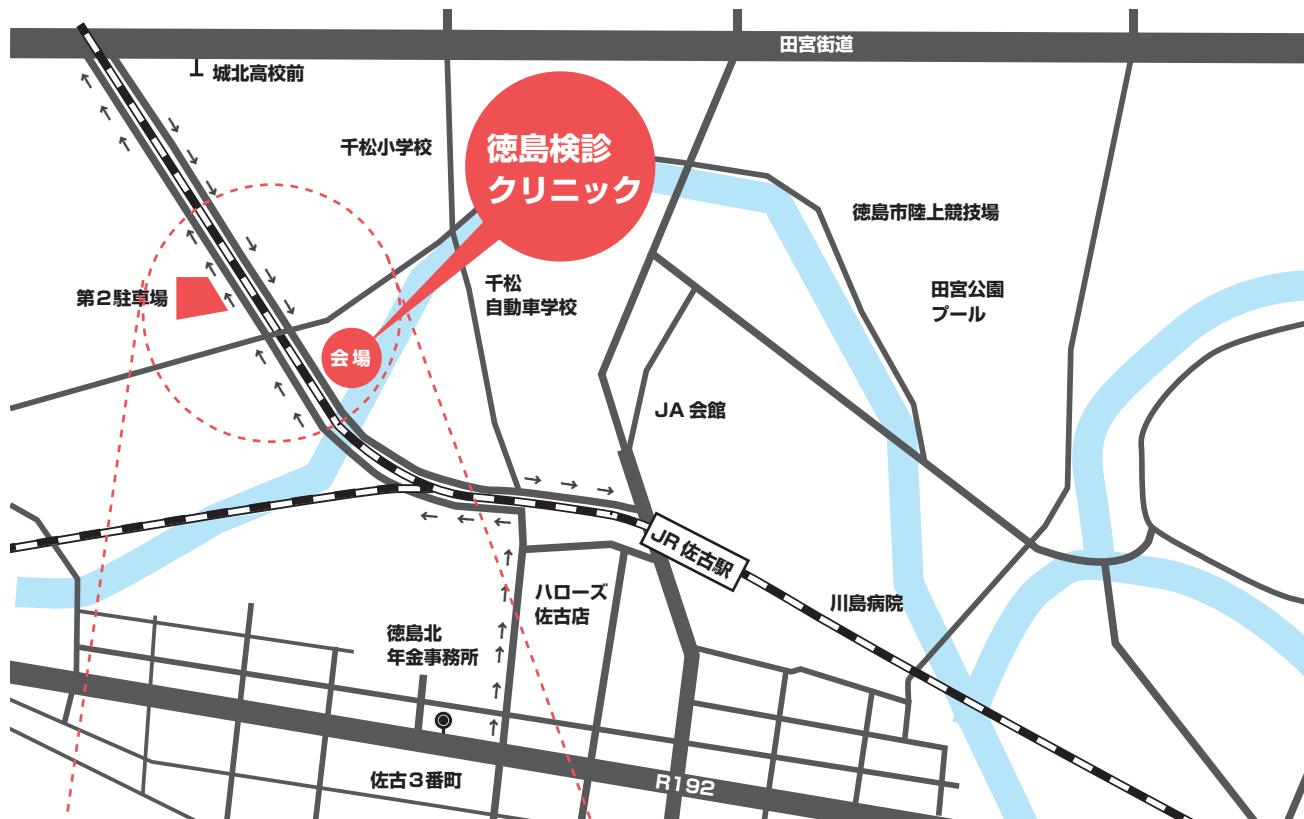 田宮街道
城北高校前
千松小学校
徳島検診
クリニック
徳島市陸上競技場
第2駐車場
千松
自動車学校
田宮公園
プール
会場
JA 会館
JR 佐古駅
ハローズ
佐古店
川島病院
徳島北
年金事務所
佐古3番町
R192